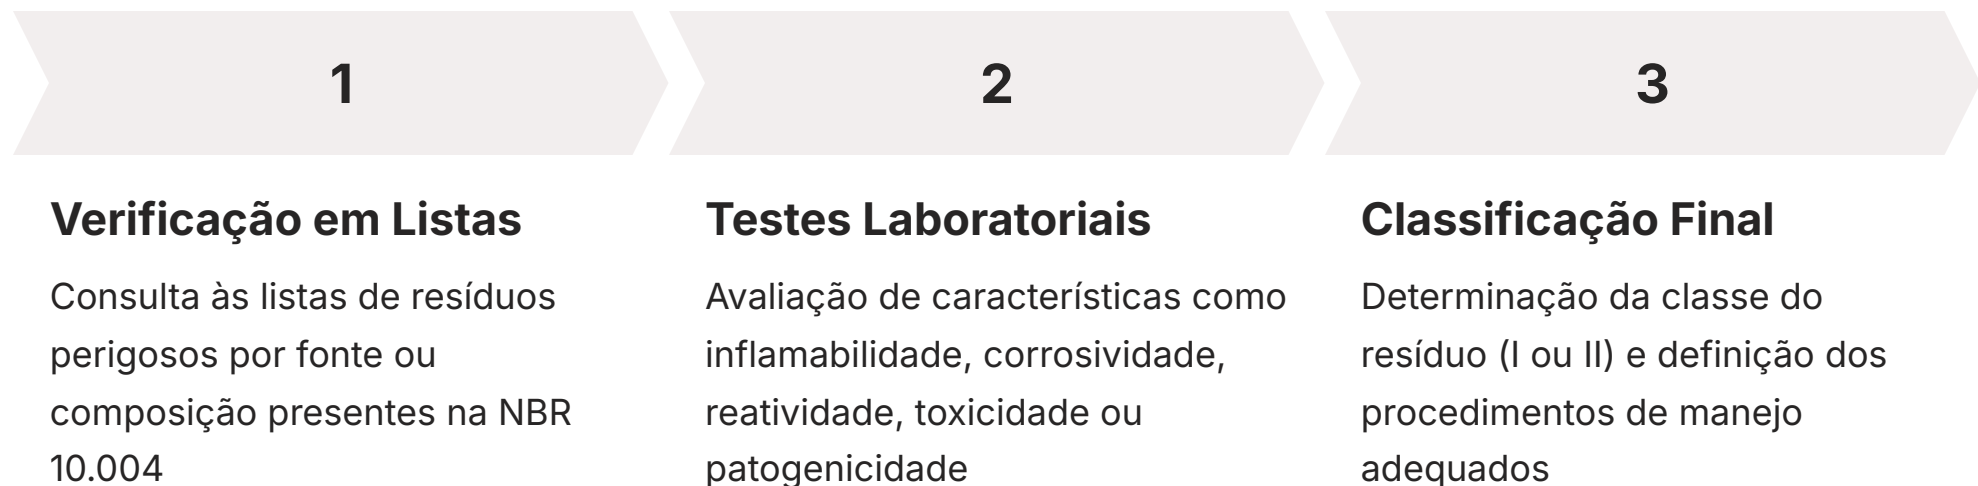 1
Verificação em Listas
Consulta às listas de resíduos
perigosos por fonte ou
composição presentes na NBR
10.004
2
Testes Laboratoriais
Avaliação de características como
inflamabilidade, corrosividade,
reatividade, toxicidade ou
patogenicidade
3
Classificação Final
Determinação da classe do
resíduo (I ou II) e definição dos
procedimentos de manejo
adequados